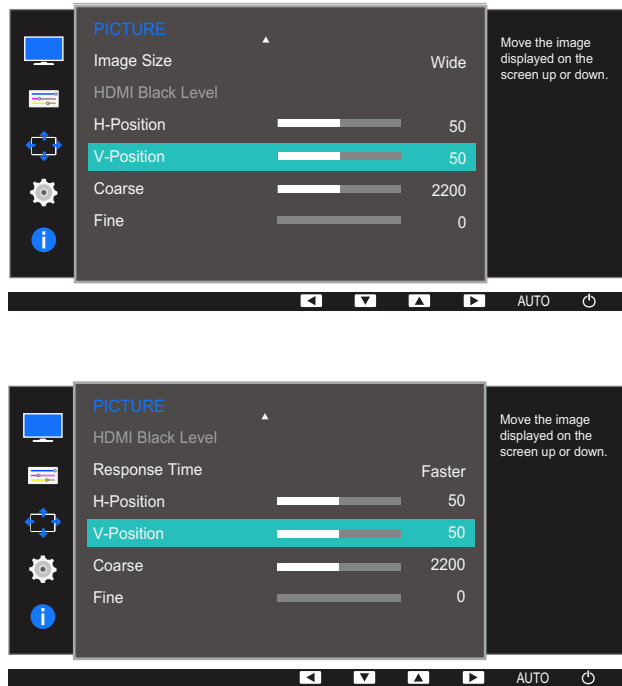 PICTURE
Image Size Wide
HDMI Black Level
H-Position 50
V-Position 50
Coarse 2200
Fine 0
Move the image
displayed on the
screen up or down.
AUTO
PICTURE
HDMI Black Level
Response Time Faster
H-Position 50
V-Position 50
Coarse 2200
Fine 0
Move the image
displayed on the
screen up or down.
AUTO